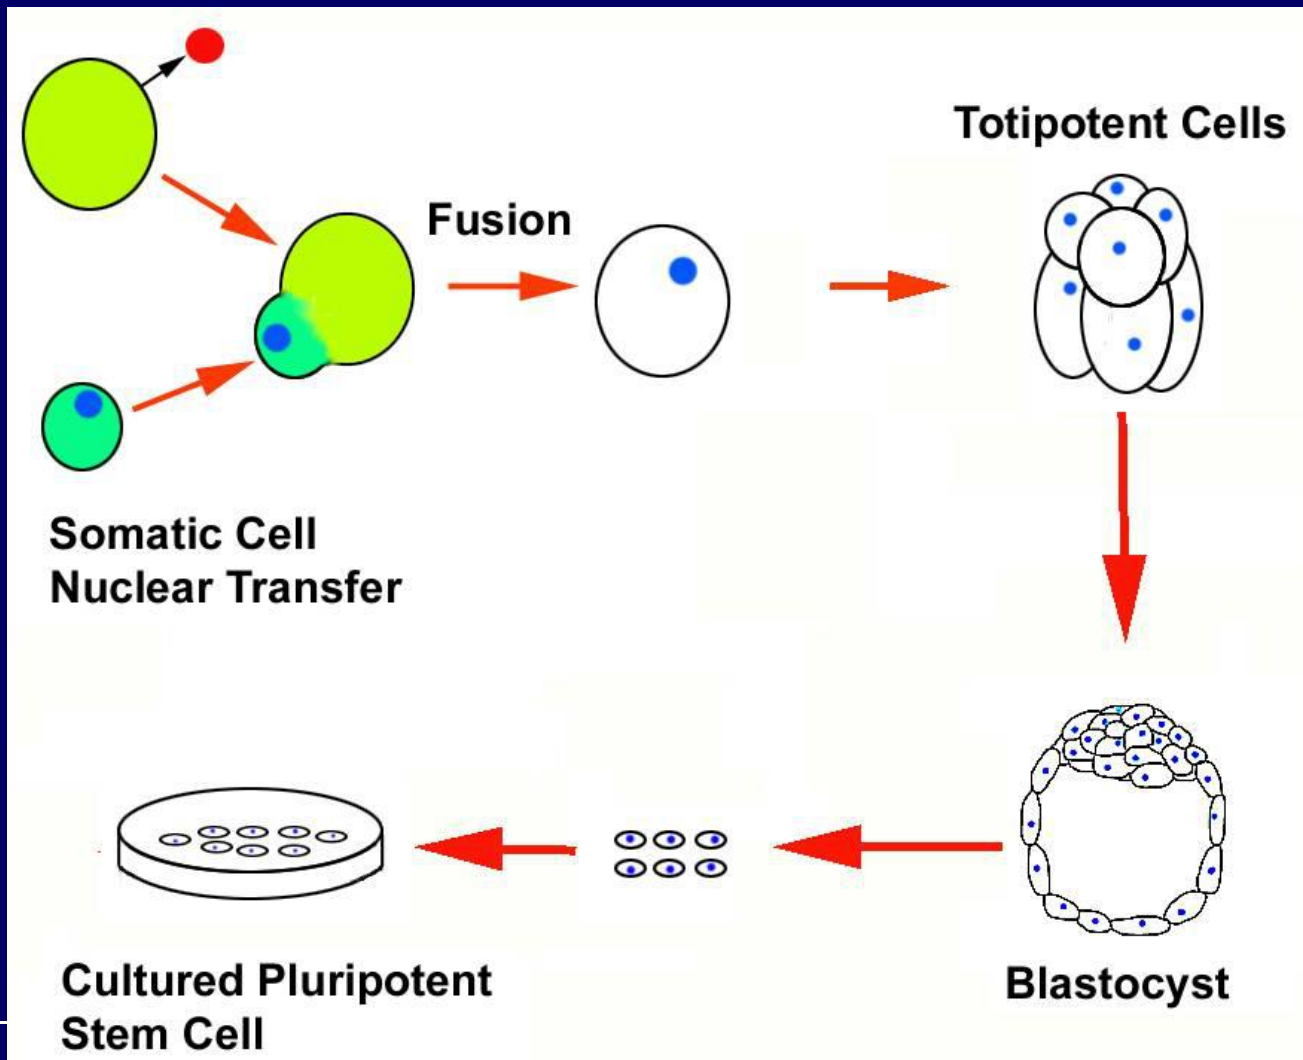 Totipotent Cells
Fusion
Somatic Cell
Nuclear Transfer
Cultured Pluripotent
Stem Cell
Blastocyst